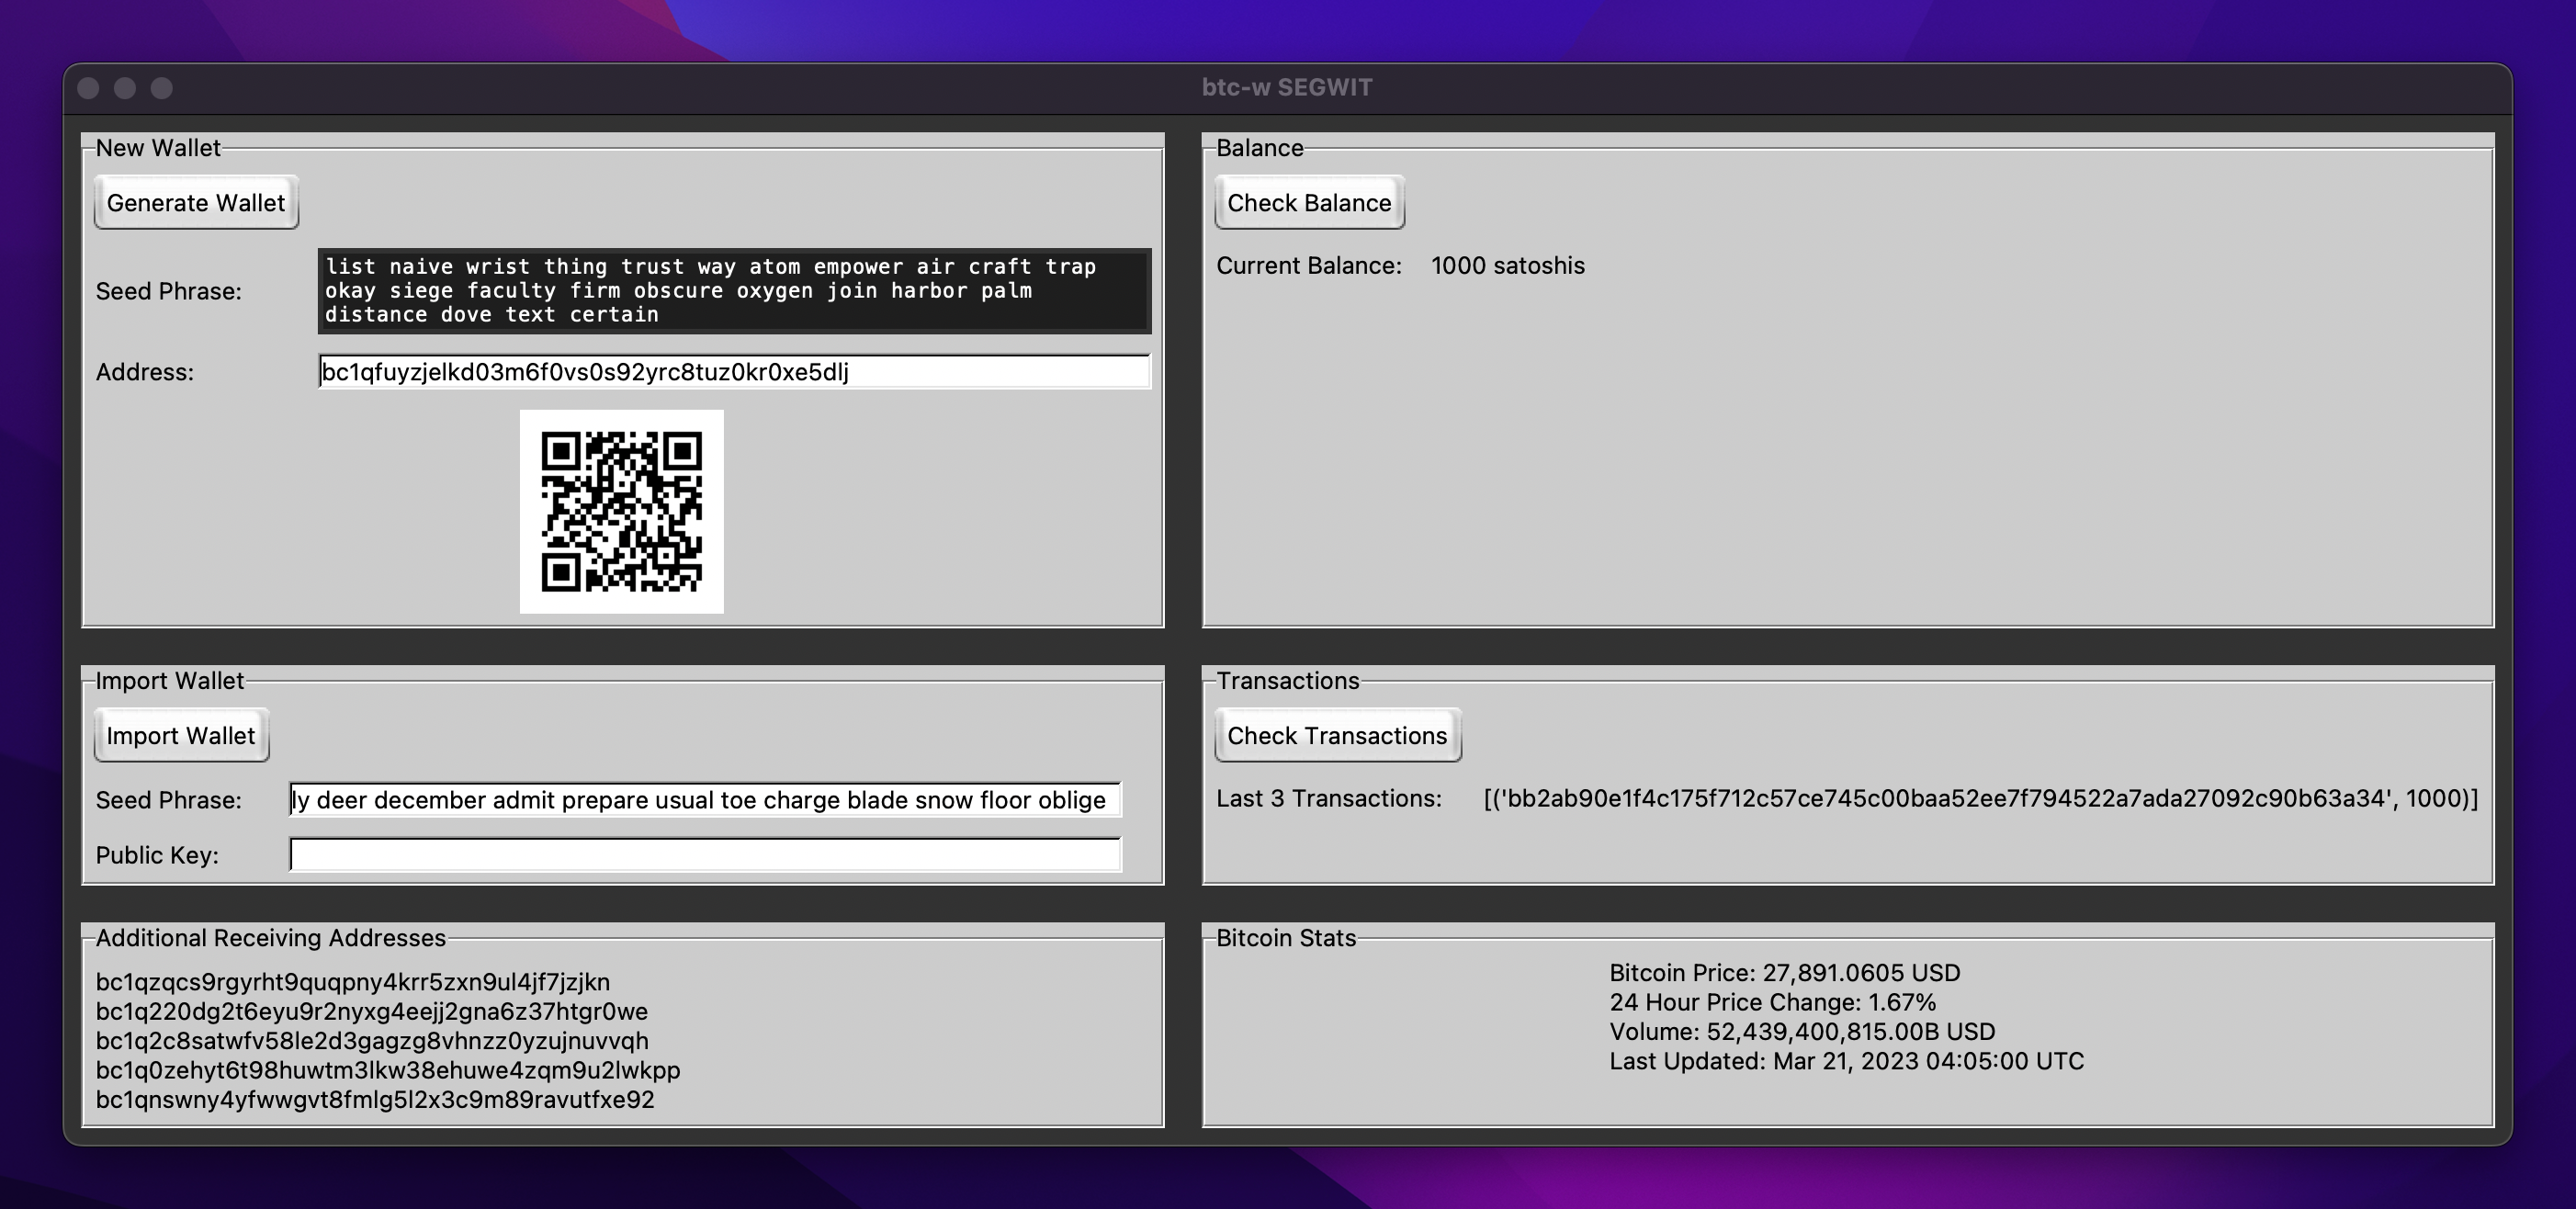 btc-w SEGWIT
New Wallet
Generate Wallet
Seed Phrase:
list naive wrist thing trust way atom empower air craft trap
okay siege faculty firm obscure oxygen join harbor palm
distance dove text certain
Address:
bc1qfuyzjelkd03m6f0vs0s92yrc8tuz0kr0xe5dlj
Import Wallet
Import Wallet
Seed Phrase:
ly deer december admit prepare usual toe charge blade snow floor oblige
Public Key:
Additional Receiving Addresses
bc1qzqcs9rgyrht9quqpny4krr5zxn9ul4jf7jzjkn
bc1q220dg2t6eyu9r2nyxg4eejj2gna6z37htgr0we
bc1q2c8satwfv58le2d3gagzg8vhnzz0yzujnuvvqh
bc1q0zehyt6t98huwtm3lkw38ehuwe4zqm9u2lwkpp
bc1qnswny4yfwwgvt8fmlg5l2x3c9m89ravutfxe92
Balance
Check Balance
Current Balance: 1000 satoshis
Transactions
Check Transactions
Last 3 Transactions: [('bb2ab90e1f4c175f712c57ce745c00baa52ee7f794522a7ada27092c90b63a34', 1000)]
Bitcoin Stats
Bitcoin Price: 27,891.0605 USD
24 Hour Price Change: 1.67%
Volume: 52,439,400,815.00B USD
Last Updated: Mar 21, 2023 04:05:00 UTC